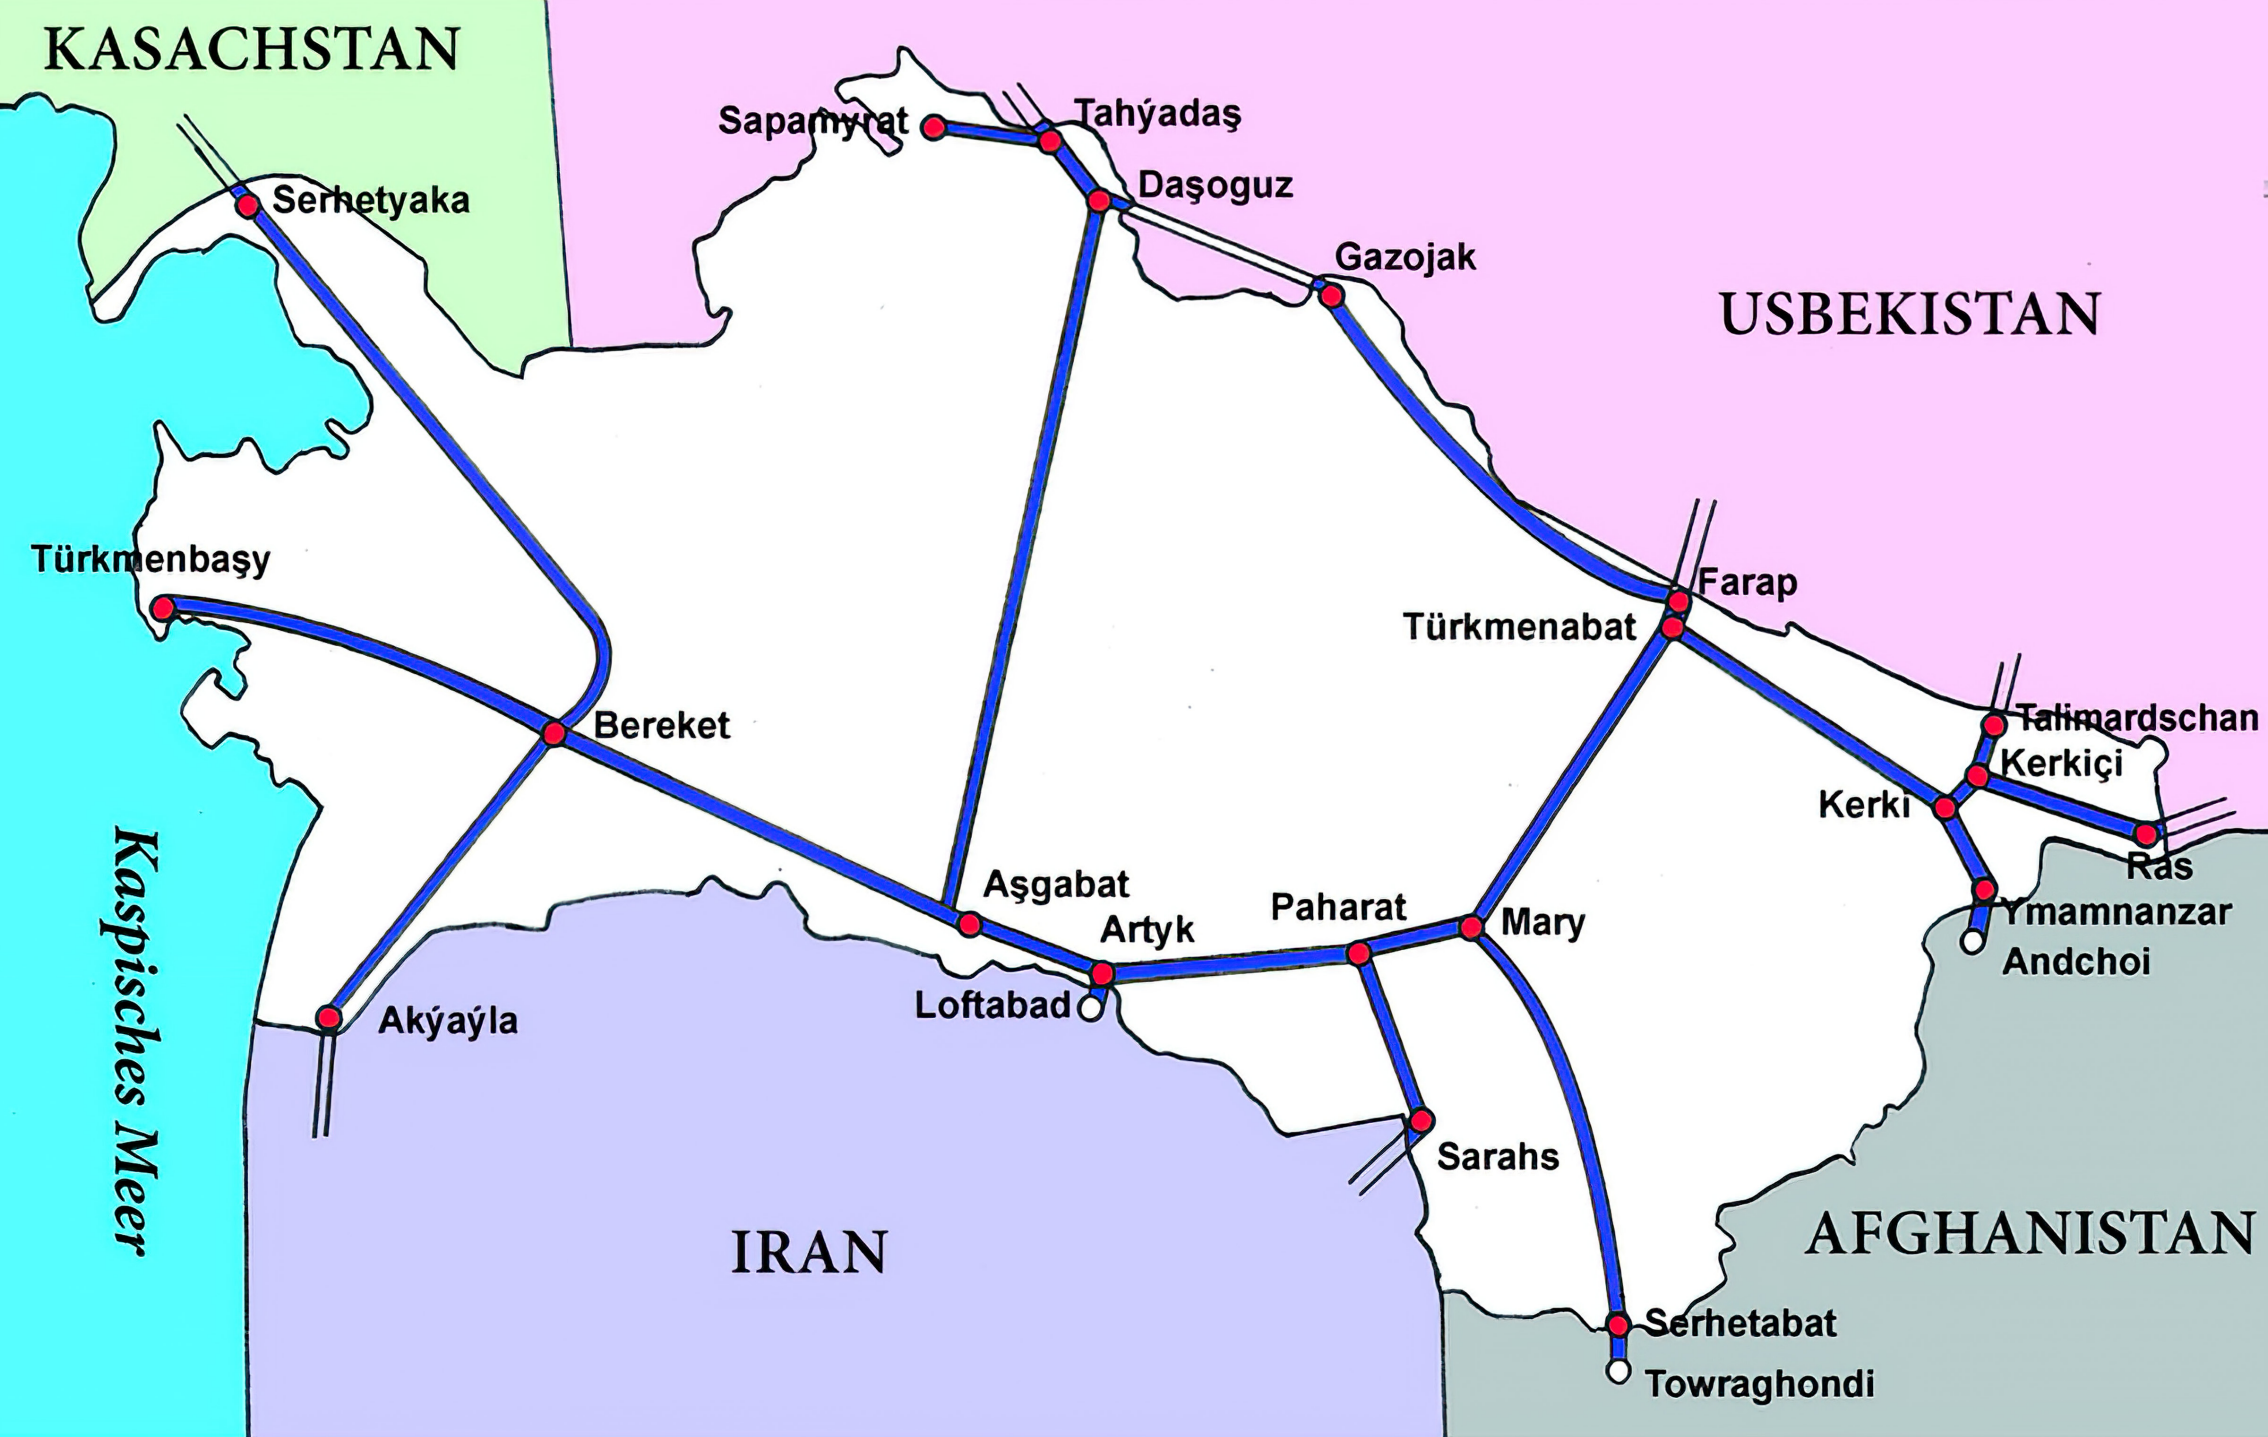 KASACHSTAN
Sapamyrat
Tahýadaş
Daşoguz
Serhetyaka
Gazojak
USBEKISTAN
Türkmenbaşy
Farap
Türkmenabat
Bereket
Talimardschan
Kerkiçi
Kerki
Ras
Aşgabat
Artyk
Paharat
Mary
Ymamnanzar
Andchoi
Loftabad
Akýaýla
Kaspisches Meer
Sarahs
IRAN
AFGHANISTAN
Serhetabat
Towraghondi